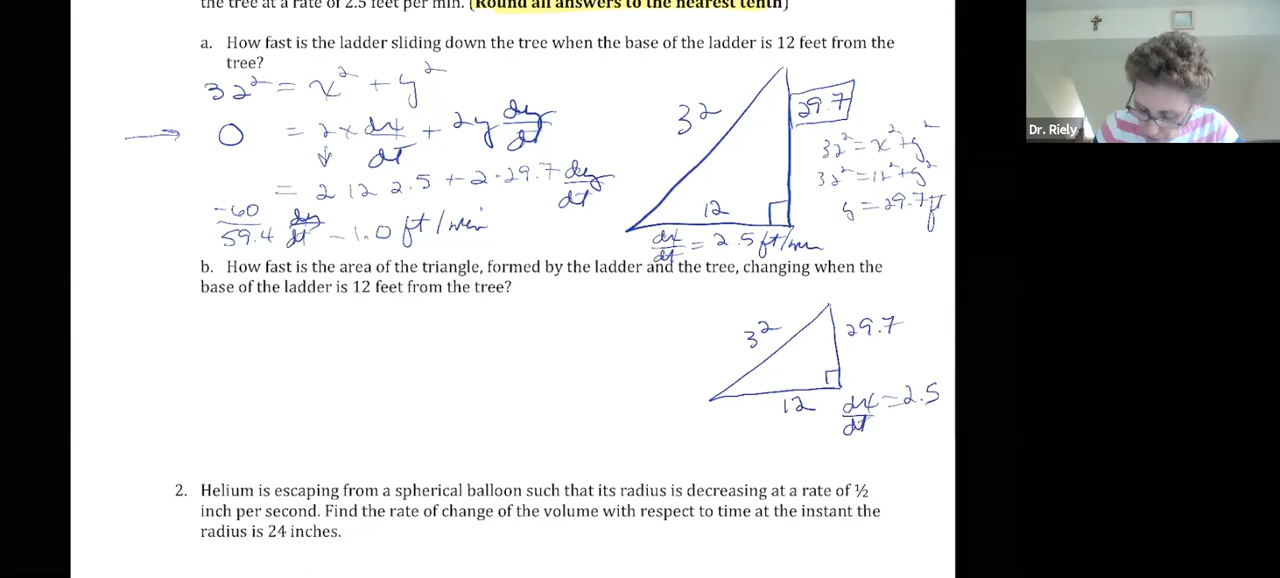 the tree at a rate of 2.5 feet per min. (Round all answers to the nearest tenth)
a. How fast is the ladder sliding down the tree when the base of the ladder is 12 feet from the
tree?
32² = x² + y²
0 = 2x dx/dt + 2y dy/dt
= 2 12 2.5 + 2·29.7 dy/dt
-60/59.4 dy/dt -1.0 ft/min
32
29.7
12
dx/dt = 2.5 ft/min
32² = x² + y²
32² = 12² + y²
y = 29.7 ft
b. How fast is the area of the triangle, formed by the ladder and the tree, changing when the
base of the ladder is 12 feet from the tree?
32
29.7
12
dx/dt = 2.5
2. Helium is escaping from a spherical balloon such that its radius is decreasing at a rate of ½
inch per second. Find the rate of change of the volume with respect to time at the instant the
radius is 24 inches.
Dr. Riely